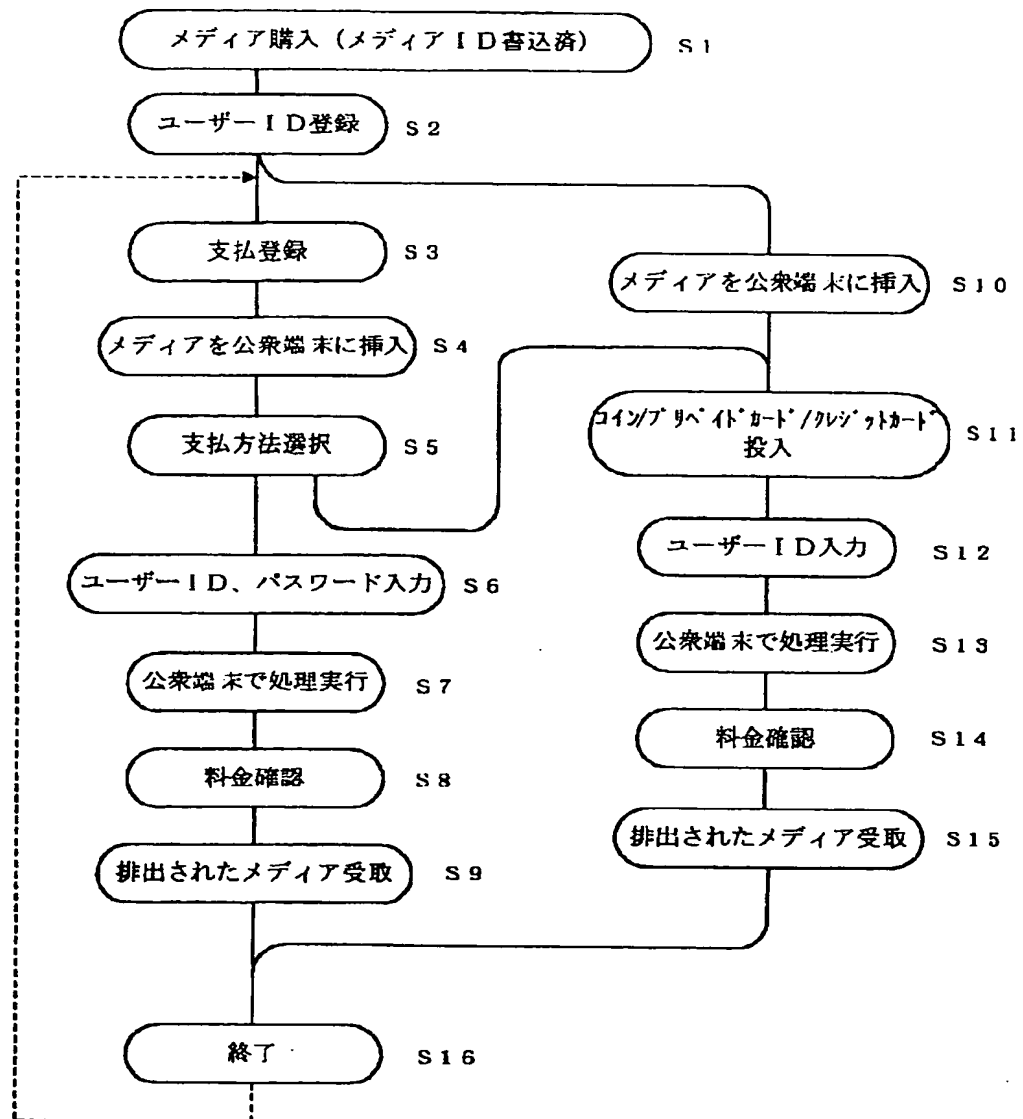 メディア購入（メディアＩＤ書込済） Ｓ１
ユーザーＩＤ登録 Ｓ２
支払登録 Ｓ３
メディアを公衆端末に挿入 Ｓ４
支払方法選択 Ｓ５
ユーザーＩＤ、パスワード入力 Ｓ６
公衆端末で処理実行 Ｓ７
料金確認 Ｓ８
排出されたメディア受取 Ｓ９
メディアを公衆端末に挿入 Ｓ１０
ｺｲﾝ/ﾌﾟﾘﾍﾟｲﾄﾞｶｰﾄﾞ/ｸﾚｼﾞｯﾄｶｰﾄﾞ
投入 Ｓ１１
ユーザーＩＤ入力 Ｓ１２
公衆端末で処理実行 Ｓ１３
料金確認 Ｓ１４
排出されたメディア受取 Ｓ１５
終了 Ｓ１６